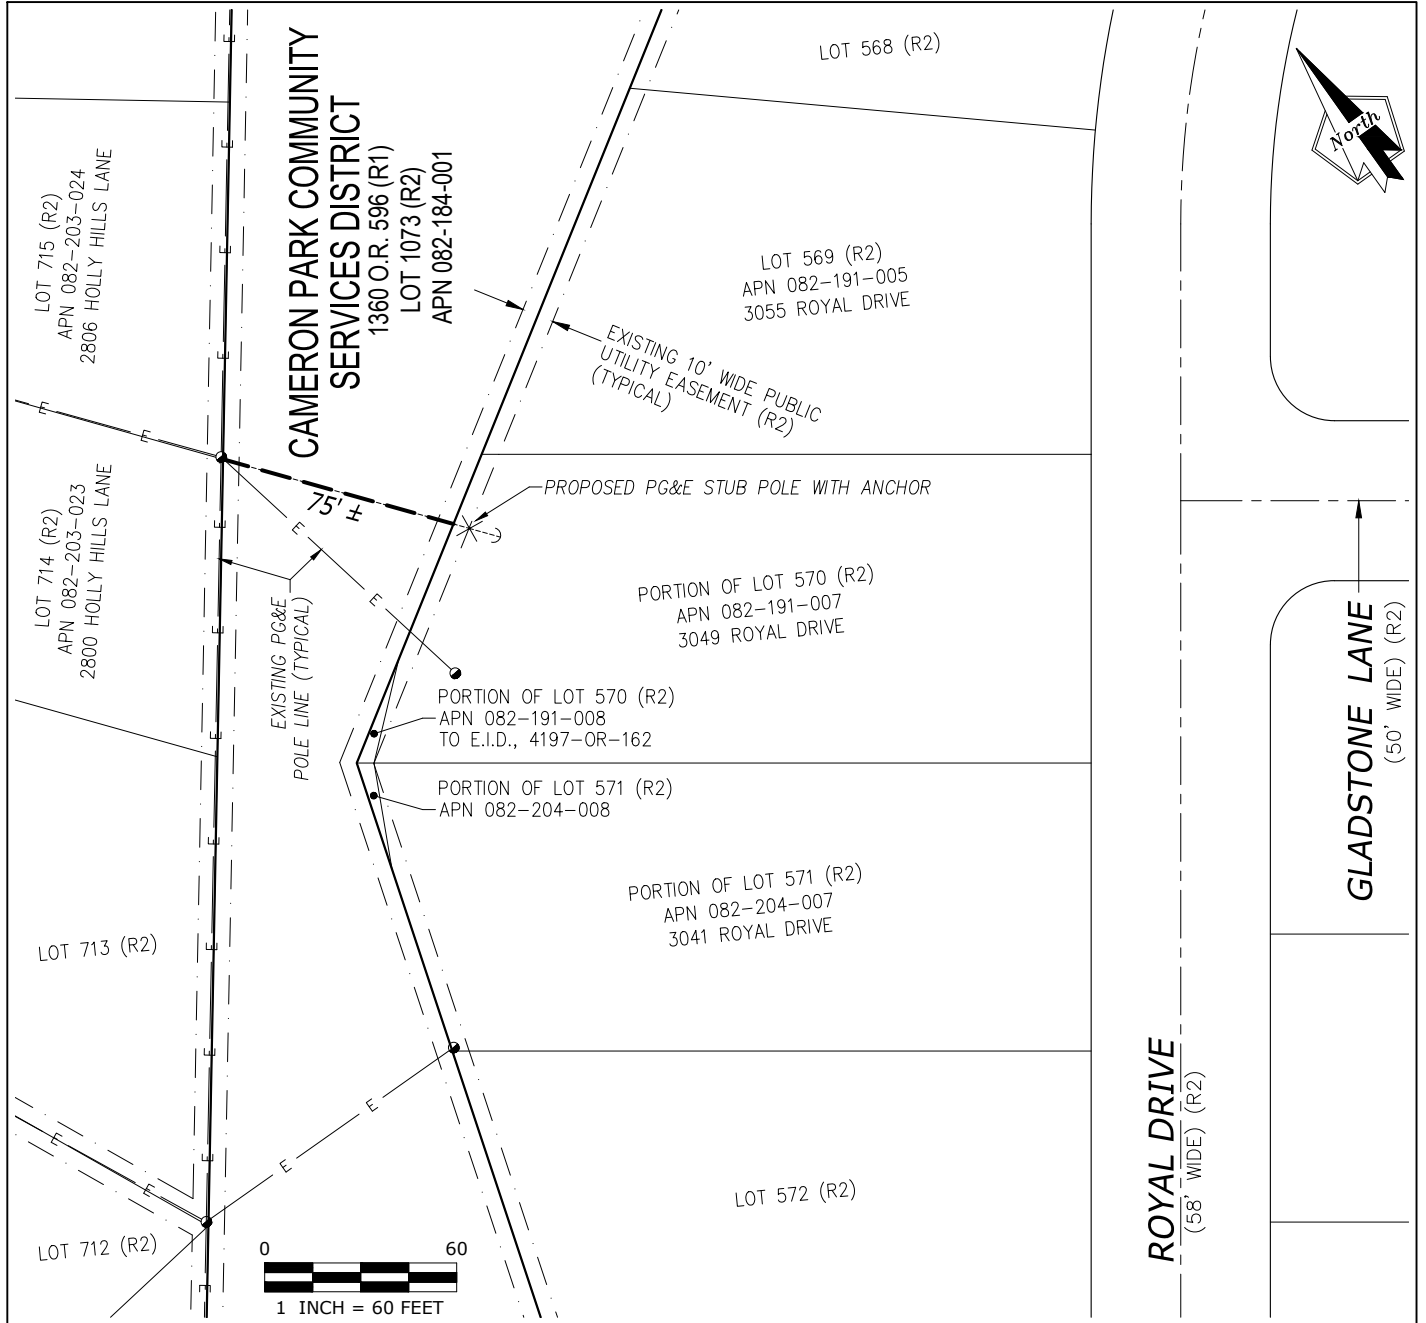 LOT 568 (R2)
North
CAMERON PARK COMMUNITY
SERVICES DISTRICT
1360 O.R. 596 (R1)
LOT 1073 (R2)
APN 082-184-001
LOT 715 (R2)
APN 082-203-024
2806 HOLLY HILLS LANE
LOT 569 (R2)
APN 082-191-005
3055 ROYAL DRIVE
EXISTING 10' WIDE PUBLIC
UTILITY EASEMENT (R2)
(TYPICAL)
E
E
75' ±
PROPOSED PG&E STUB POLE WITH ANCHOR
LOT 714 (R2)
APN 082-203-023
2800 HOLLY HILLS LANE
E
E
EXISTING PG&E
POLE LINE (TYPICAL)
PORTION OF LOT 570 (R2)
APN 082-191-007
3049 ROYAL DRIVE
GLADSTONE LANE
(50' WIDE) (R2)
PORTION OF LOT 570 (R2)
APN 082-191-008
TO E.I.D., 4197-OR-162
PORTION OF LOT 571 (R2)
APN 082-204-008
PORTION OF LOT 571 (R2)
APN 082-204-007
3041 ROYAL DRIVE
LOT 713 (R2)
E
E
E
E
ROYAL DRIVE
(58' WIDE) (R2)
LOT 572 (R2)
LOT 712 (R2)
0 60
1 INCH = 60 FEET